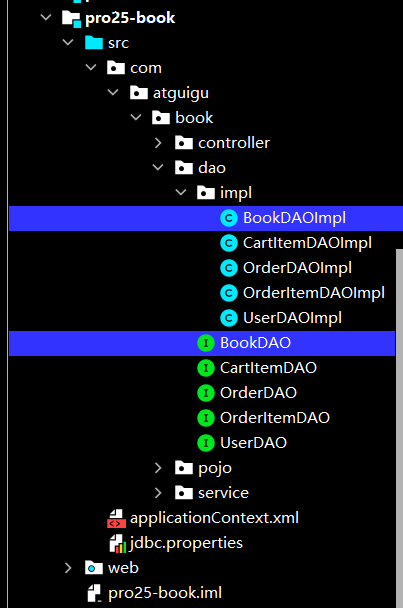 pro25-book
src
com
atguigu
book
controller
dao
impl
BookDAOImpl
CartItemDAOImpl
OrderDAOImpl
OrderItemDAOImpl
UserDAOImpl
BookDAO
CartItemDAO
OrderDAO
OrderItemDAO
UserDAO
pojo
service
applicationContext.xml
jdbc.properties
web
pro25-book.iml